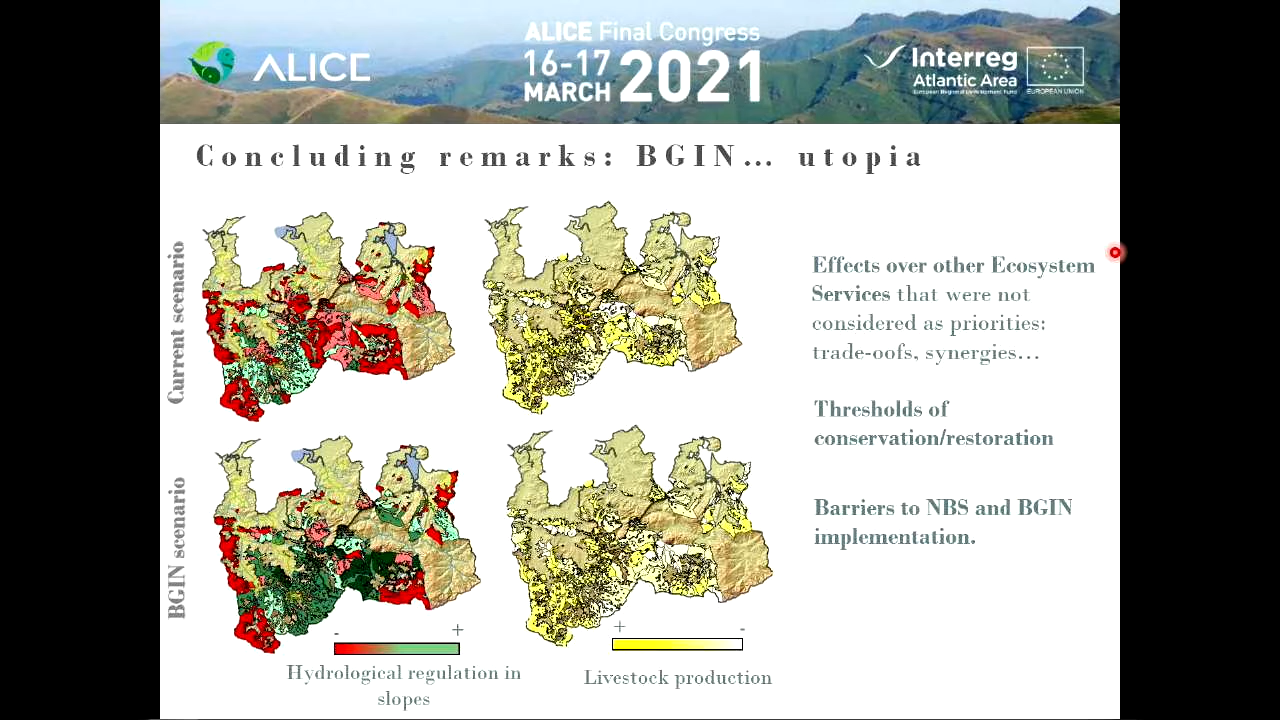 ALICE
ALICE Final Congress
16-17
MARCH
2021
Interreg
Atlantic Area
European Regional Development Fund
EUROPEAN UNION
Concluding remarks: BGIN... utopia
Current scenario
BGIN scenario
Effects over other Ecosystem
Services that were not
considered as priorities:
trade-oofs, synergies...
Thresholds of
conservation/restoration
Barriers to NBS and BGIN
implementation.
- +
Hydrological regulation in
slopes
+ -
Livestock production